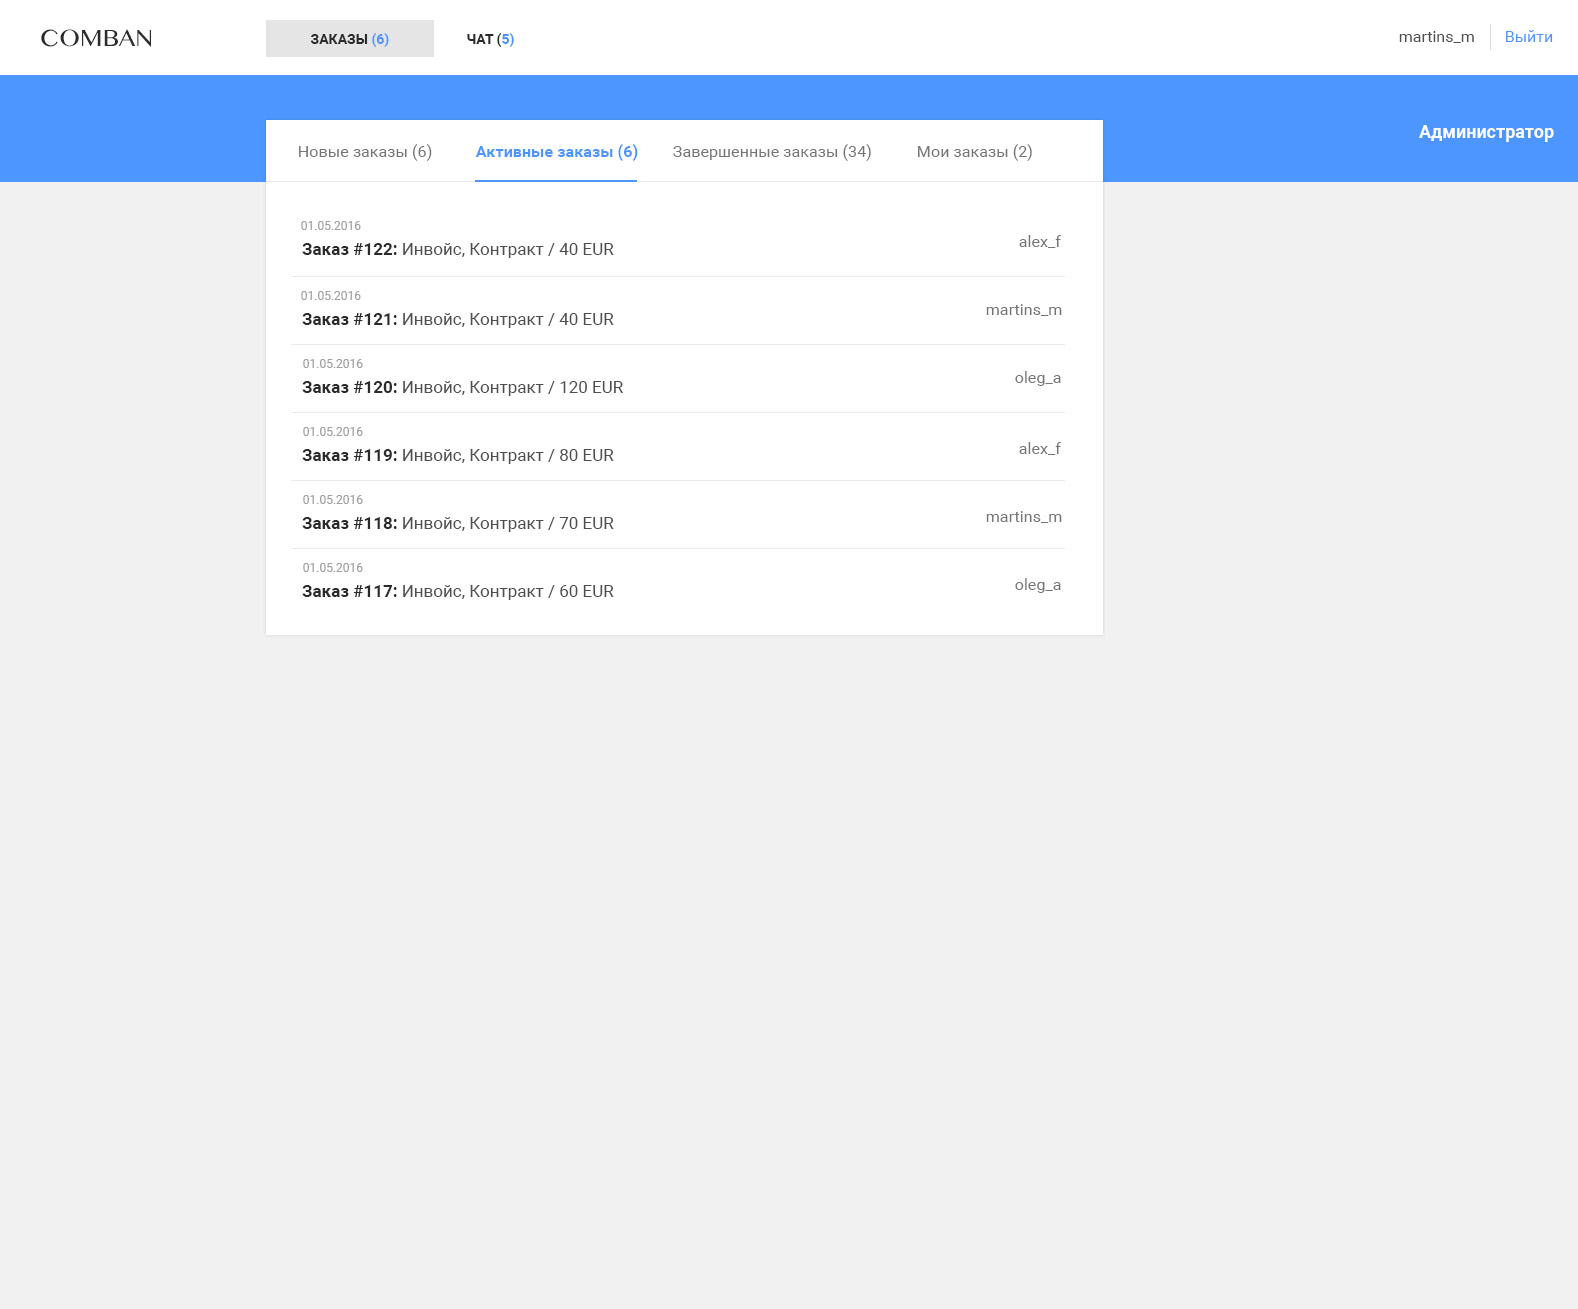 COMBAN
ЗАКАЗЫ (6)
ЧАТ (5)
martins_m
Выйти
Администратор
Новые заказы (6)
Активные заказы (6)
Завершенные заказы (34)
Мои заказы (2)
01.05.2016
Заказ #122: Инвойс, Контракт / 40 EUR
alex_f
01.05.2016
Заказ #121: Инвойс, Контракт / 40 EUR
martins_m
01.05.2016
Заказ #120: Инвойс, Контракт / 120 EUR
oleg_a
01.05.2016
Заказ #119: Инвойс, Контракт / 80 EUR
alex_f
01.05.2016
Заказ #118: Инвойс, Контракт / 70 EUR
martins_m
01.05.2016
Заказ #117: Инвойс, Контракт / 60 EUR
oleg_a